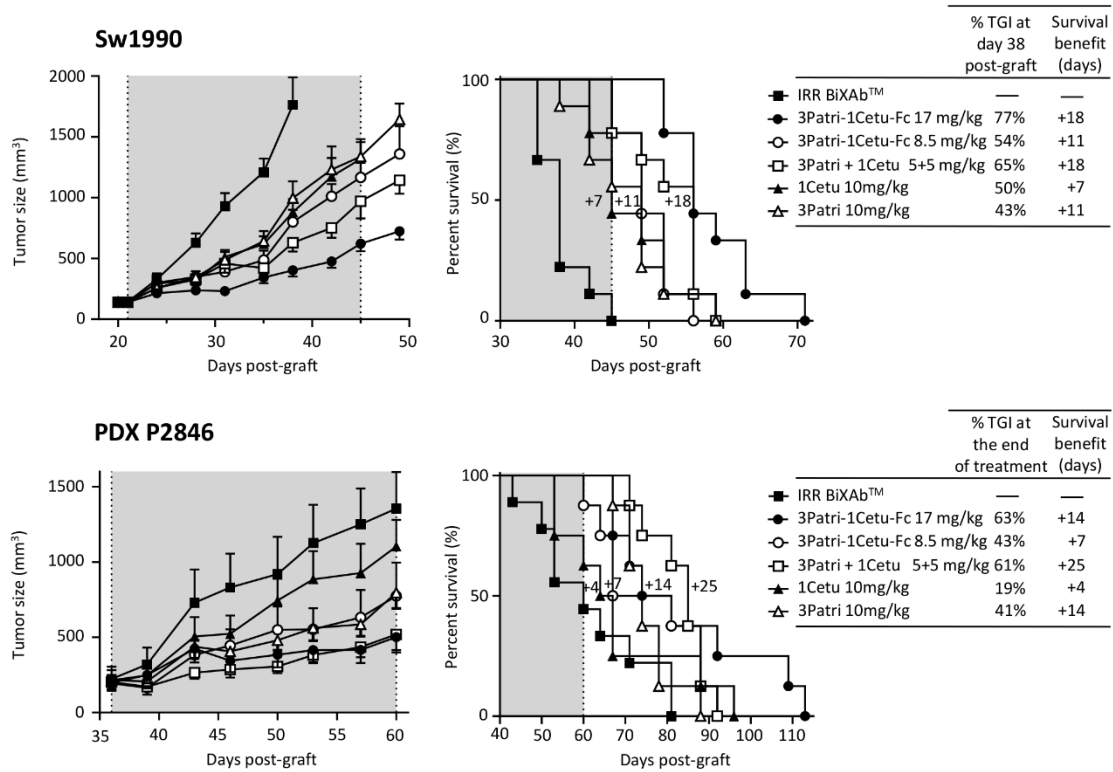 Sw1990
2000
1500
1000
500
0
Tumor size (mm³)
20 30 40 50
Days post-graft
100
50
0
Percent survival (%)
+7 +11 +18
30 40 50 60 70
Days post-graft
% TGI at day 38 post-graft
Survival benefit (days)
IRR BiXAb™ — —
3Patri-1Cetu-Fc 17 mg/kg 77% +18
3Patri-1Cetu-Fc 8.5 mg/kg 54% +11
3Patri + 1Cetu 5+5 mg/kg 65% +18
1Cetu 10mg/kg 50% +7
3Patri 10mg/kg 43% +11
PDX P2846
1500
1000
500
0
Tumor size (mm³)
35 40 45 50 55 60
Days post-graft
100
50
0
Percent survival (%)
+4 +7 +14 +25
40 50 60 70 80 90 100 110
Days post-graft
% TGI at the end of treatment
Survival benefit (days)
IRR BiXAb™ — —
3Patri-1Cetu-Fc 17 mg/kg 63% +14
3Patri-1Cetu-Fc 8.5 mg/kg 43% +7
3Patri + 1Cetu 5+5 mg/kg 61% +25
1Cetu 10mg/kg 19% +4
3Patri 10mg/kg 41% +14